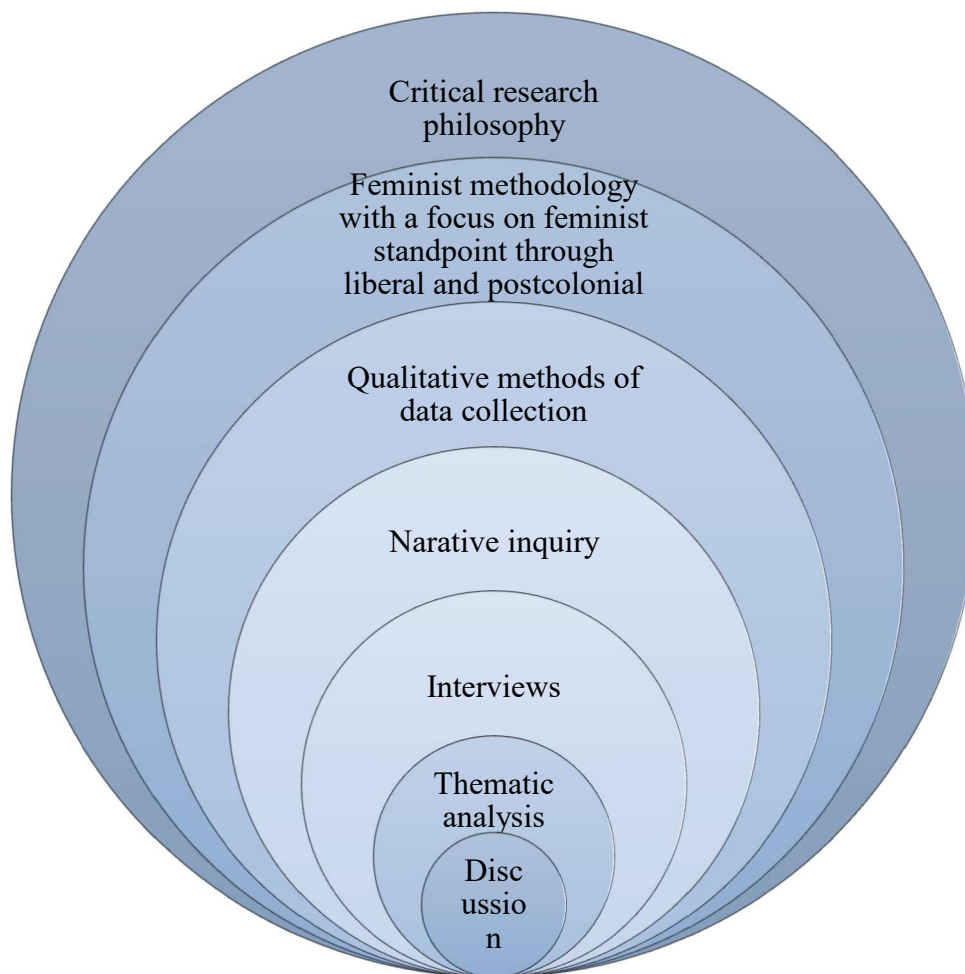 Critical research
philosophy
Feminist methodology
with a focus on feminist
standpoint through
liberal and postcolonial
Qualitative methods of
data collection
Narative inquiry
Interviews
Thematic
analysis
Disc
ussio
n